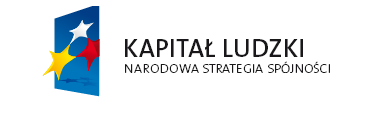 KAPITAŁ LUDZKI
NARODOWA STRATEGIA SPÓJNOŚCI